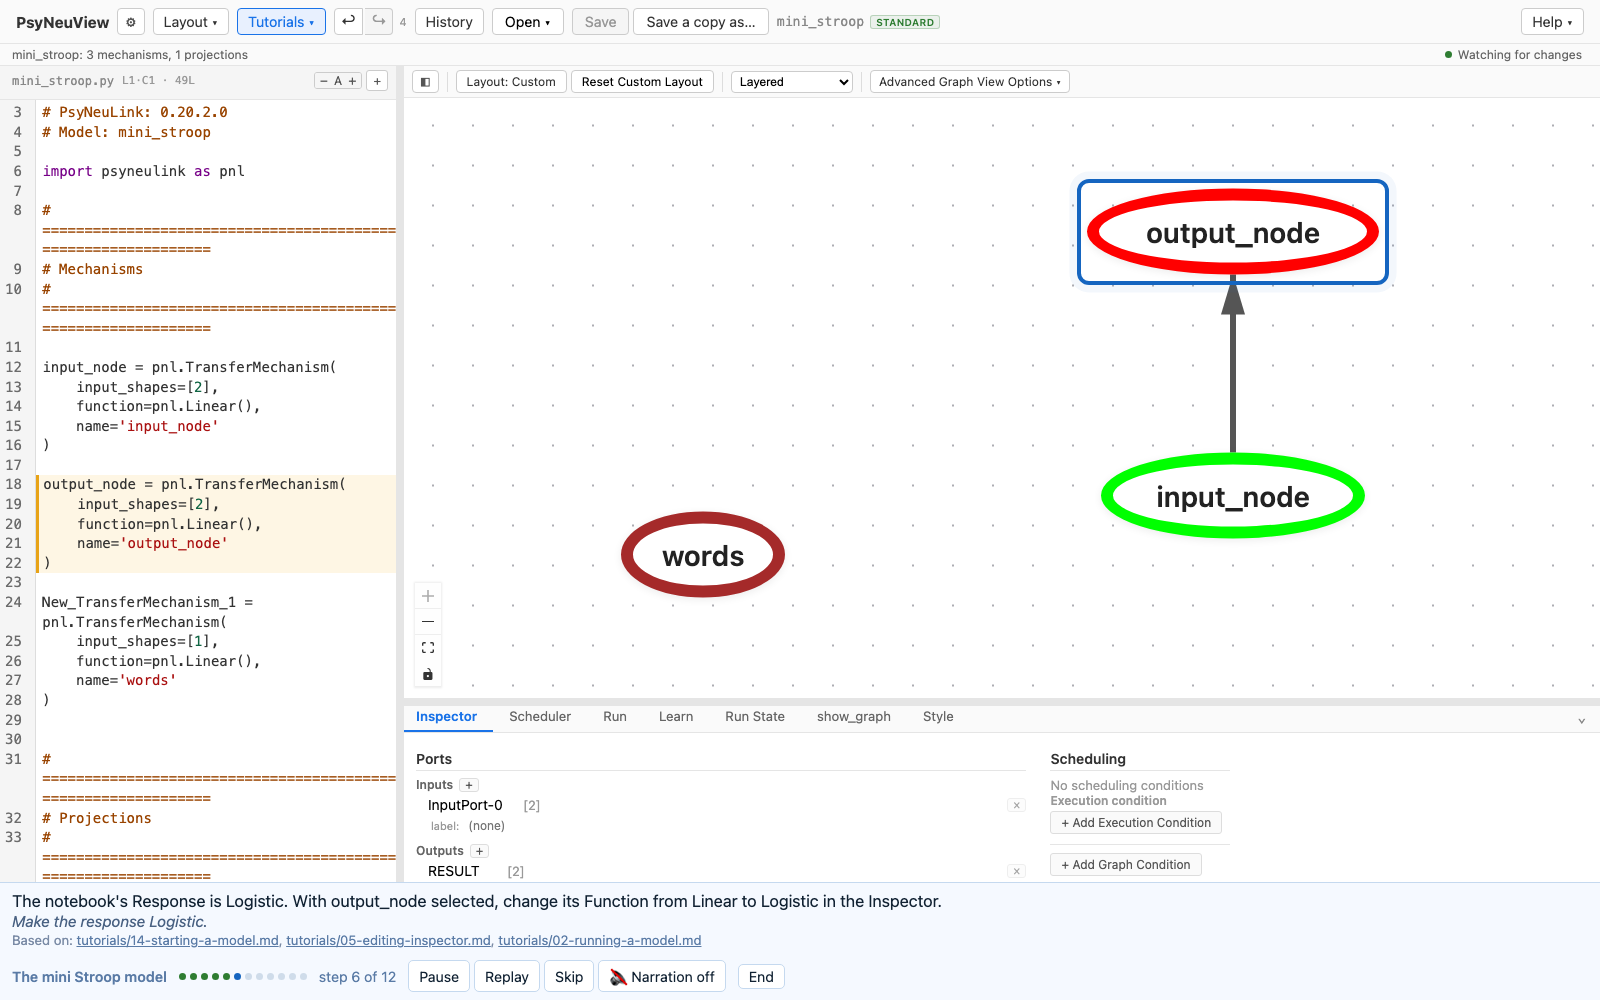 PsyNeuView ⚙ Layout ▾ Tutorials ▾ ↩ ↪ 4 History Open ▾ Save Save a copy as... mini_stroop STANDARD Help ▾
mini_stroop: 3 mechanisms, 1 projections Watching for changes
mini_stroop.py L1:C1 · 49L − A + +
Layout: Custom Reset Custom Layout Layered Advanced Graph View Options ▾
3 # PsyNeuLink: 0.20.2.0
4 # Model: mini_stroop
5
6 import psyneulink as pnl
7
8 #
==========================================
====================
9 # Mechanisms
10 #
==========================================
====================
11
12 input_node = pnl.TransferMechanism(
13 input_shapes=[2],
14 function=pnl.Linear(),
15 name='input_node'
16 )
17
18 output_node = pnl.TransferMechanism(
19 input_shapes=[2],
20 function=pnl.Linear(),
21 name='output_node'
22 )
23
24 New_TransferMechanism_1 =
pnl.TransferMechanism(
25 input_shapes=[1],
26 function=pnl.Linear(),
27 name='words'
28 )
29
30
31 #
==========================================
====================
32 # Projections
33 #
==========================================
====================
output_node
input_node
words
Inspector Scheduler Run Learn Run State show_graph Style
Ports
Inputs +
InputPort-0 [2] x
label: (none)
Outputs +
RESULT [2] x
Scheduling
No scheduling conditions
Execution condition
+ Add Execution Condition
+ Add Graph Condition
The notebook's Response is Logistic. With output_node selected, change its Function from Linear to Logistic in the Inspector.
Make the response Logistic.
Based on: tutorials/14-starting-a-model.md, tutorials/05-editing-inspector.md, tutorials/02-running-a-model.md
The mini Stroop model step 6 of 12 Pause Replay Skip Narration off End